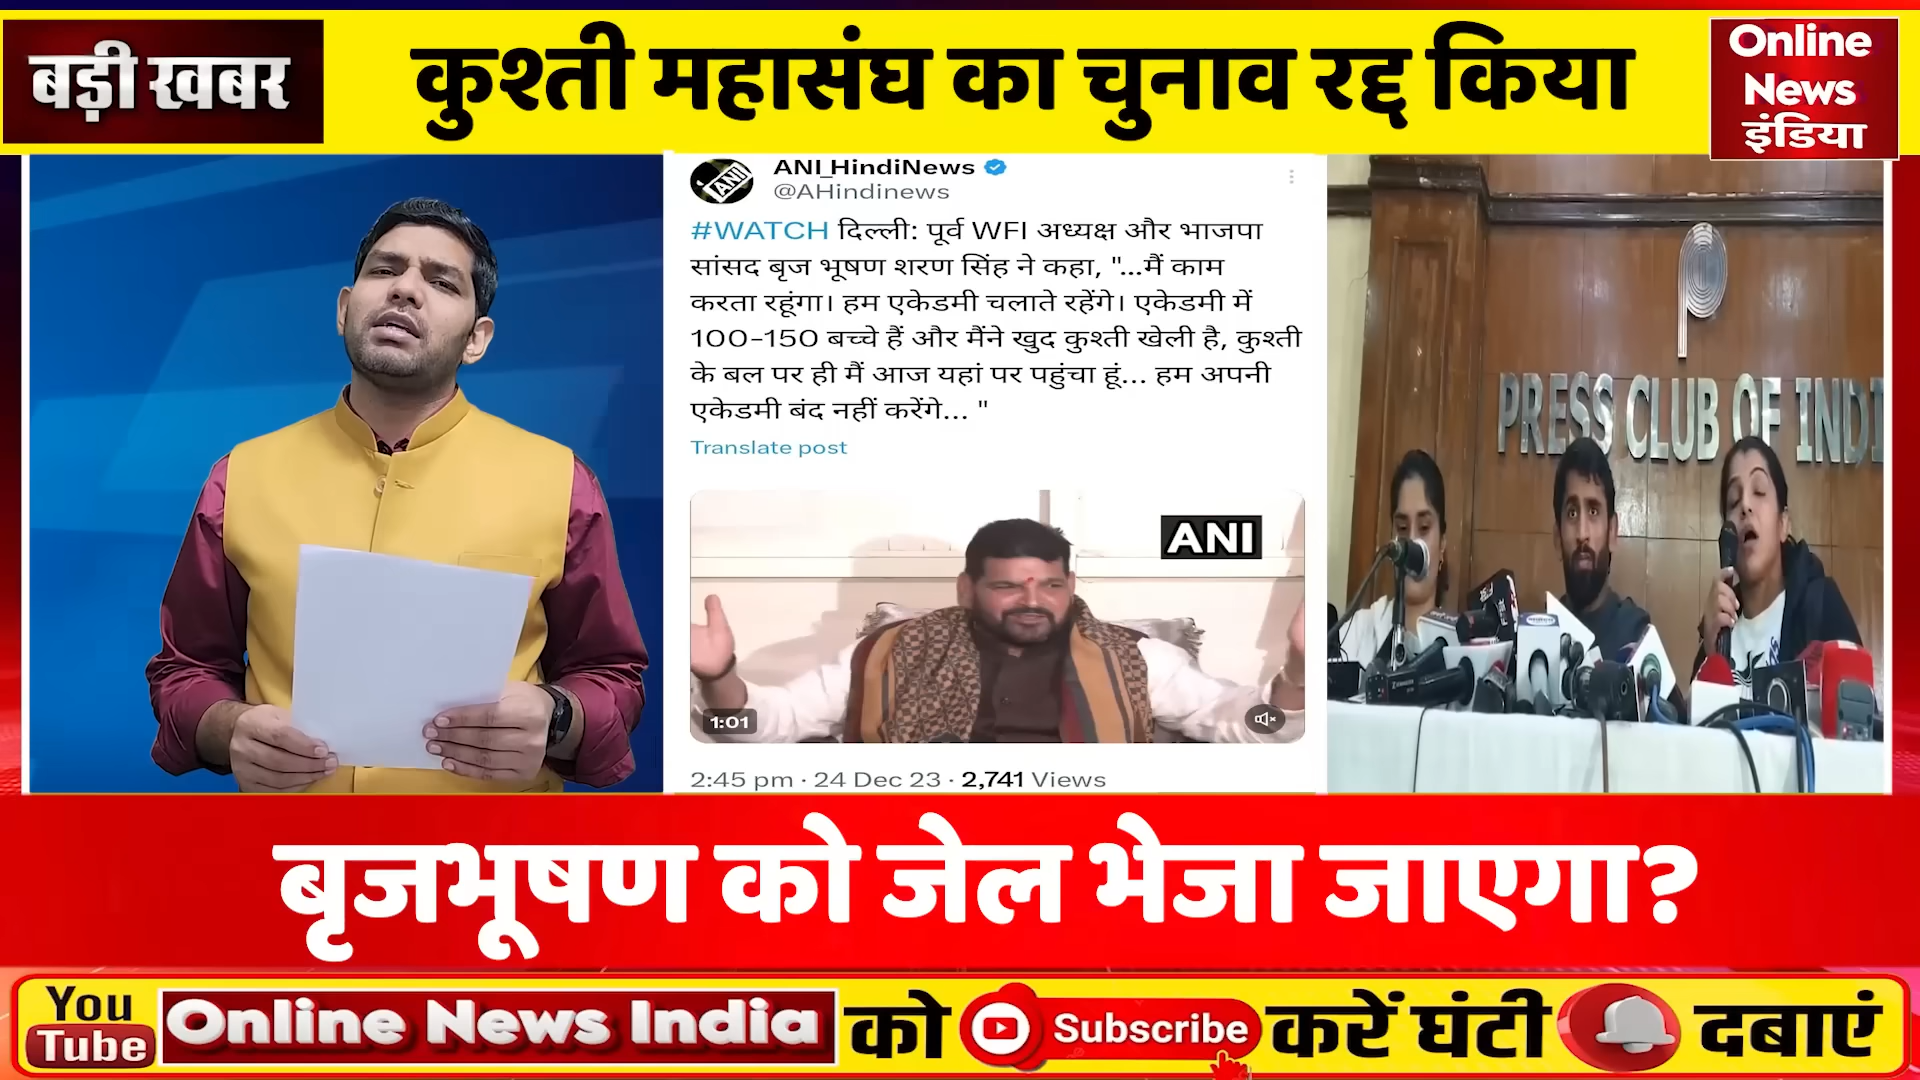 बड़ी खबर
कुश्ती महासंघ का चुनाव रद्द किया
Online
News
इंडिया
ANI_HindiNews
@AHindinews
#WATCH दिल्ली: पूर्व WFI अध्यक्ष और भाजपा
सांसद बृज भूषण शरण सिंह ने कहा, "...मैं काम
करता रहूंगा। हम एकेडमी चलाते रहेंगे। एकेडमी में
100-150 बच्चे हैं और मैंने खुद कुश्ती खेली है, कुश्ती
के बल पर ही मैं आज यहां पर पहुंचा हूं... हम अपनी
एकेडमी बंद नहीं करेंगे... "
Translate post
ANI
1:01
2:45 pm · 24 Dec 23 · 2,741 Views
PRESS CLUB OF INDI
बृजभूषण को जेल भेजा जाएगा?
You
Tube
Online News India को Subscribe करें घंटी दबाएं